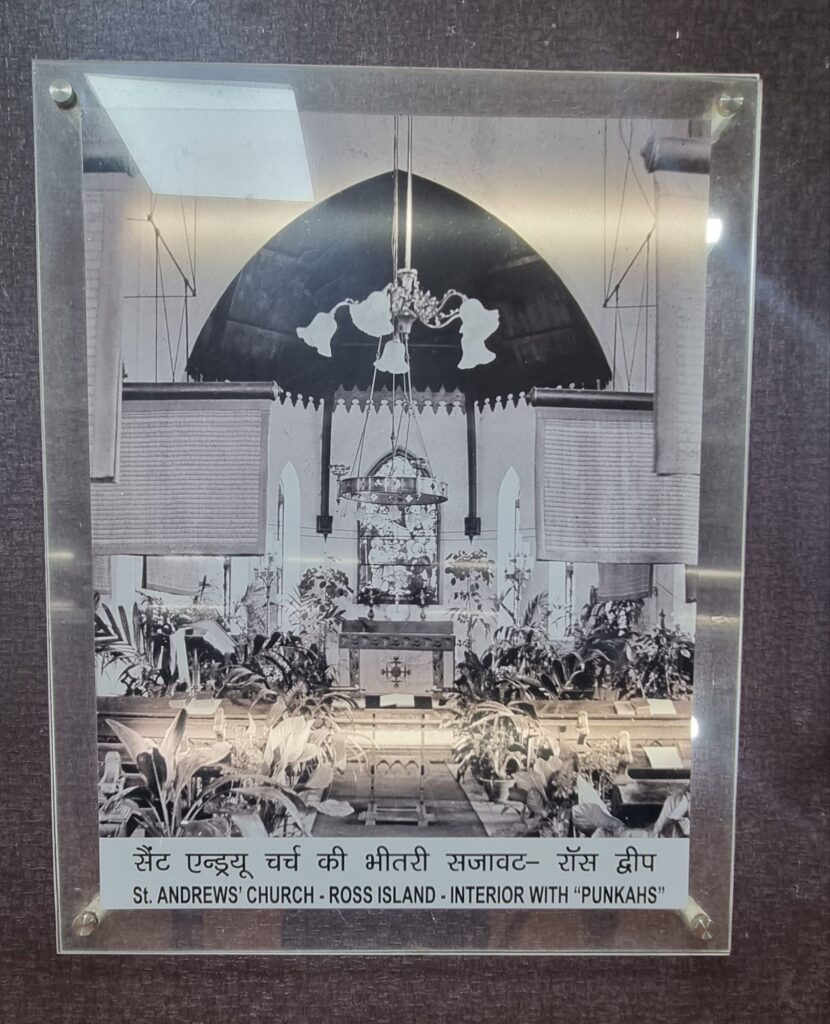 सैंट एन्ड्रयू चर्च की भीतरी सजावट– रॉस द्वीप
St. ANDREWS' CHURCH - ROSS ISLAND - INTERIOR WITH "PUNKAHS"